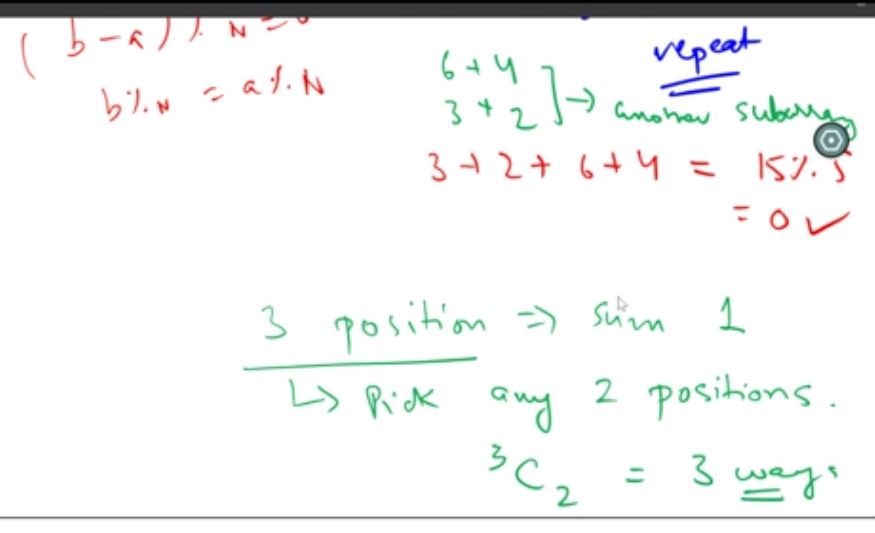 (b-a) % N = 0
b % N = a % N
repeat
6 + 4
3 + 2 ] → another subarray
3 + 2 + 6 + 4 = 15 % 5
= 0 ✓
3 position ⇒ sum 1
↳ Pick any 2 positions.
³C₂ = 3 ways